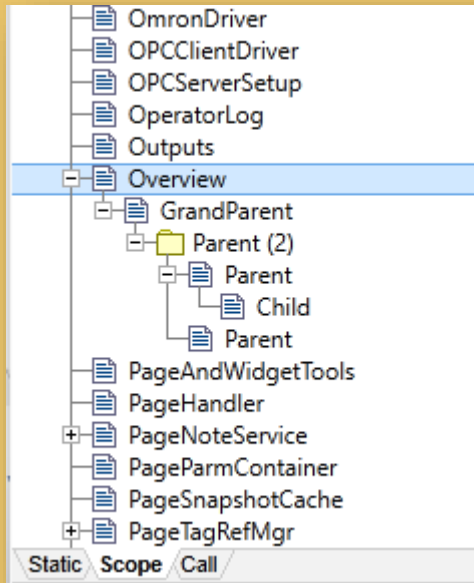 OmronDriver
OPCClientDriver
OPCServerSetup
OperatorLog
Outputs
Overview
GrandParent
Parent (2)
Parent
Child
Parent
PageAndWidgetTools
PageHandler
PageNoteService
PageParmContainer
PageSnapshotCache
PageTagRefMgr
Static Scope Call